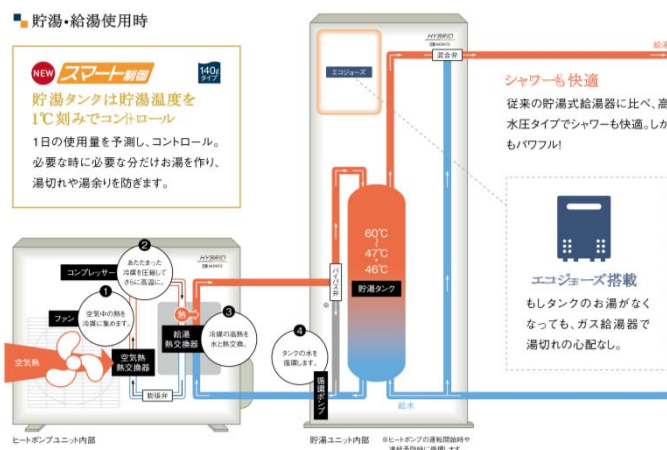 貯湯・給湯使用時
NEW スマート制御
140ℓ
タイプ
貯湯タンクは貯湯温度を
1℃刻みでコントロール
1日の使用量を予測し、コントロール。
必要な時に必要な分だけお湯を作り、
湯切れや湯余りを防ぎます。
HYBRID
混合弁
エコジョーズ
給湯
シャワーも快適
従来の貯湯式給湯器に比べ、高
水圧タイプでシャワーも快適。しか
もパワフル!
エコジョーズ搭載
もしタンクのお湯がなく
なっても、ガス給湯器で
湯切れの心配なし。
60℃
〜
47℃
・
46℃
貯湯タンク
バイパス弁
※
循環ポンプ
給水
4
タンクの水を
循環します。
HYBRID
コンプレッサー
2
あたたまった
冷媒を圧縮して
さらに高温に。
1
空気中の熱を
冷媒に集めます。
ファン
空気熱
空気熱
熱交換器
膨張弁
熱
給湯
熱交換器
3
冷媒の高熱を
水と熱交換。
ヒートポンプユニット内部
貯湯ユニット内部
※ヒートポンプの運転開始時や
凍結予防時に循環します。